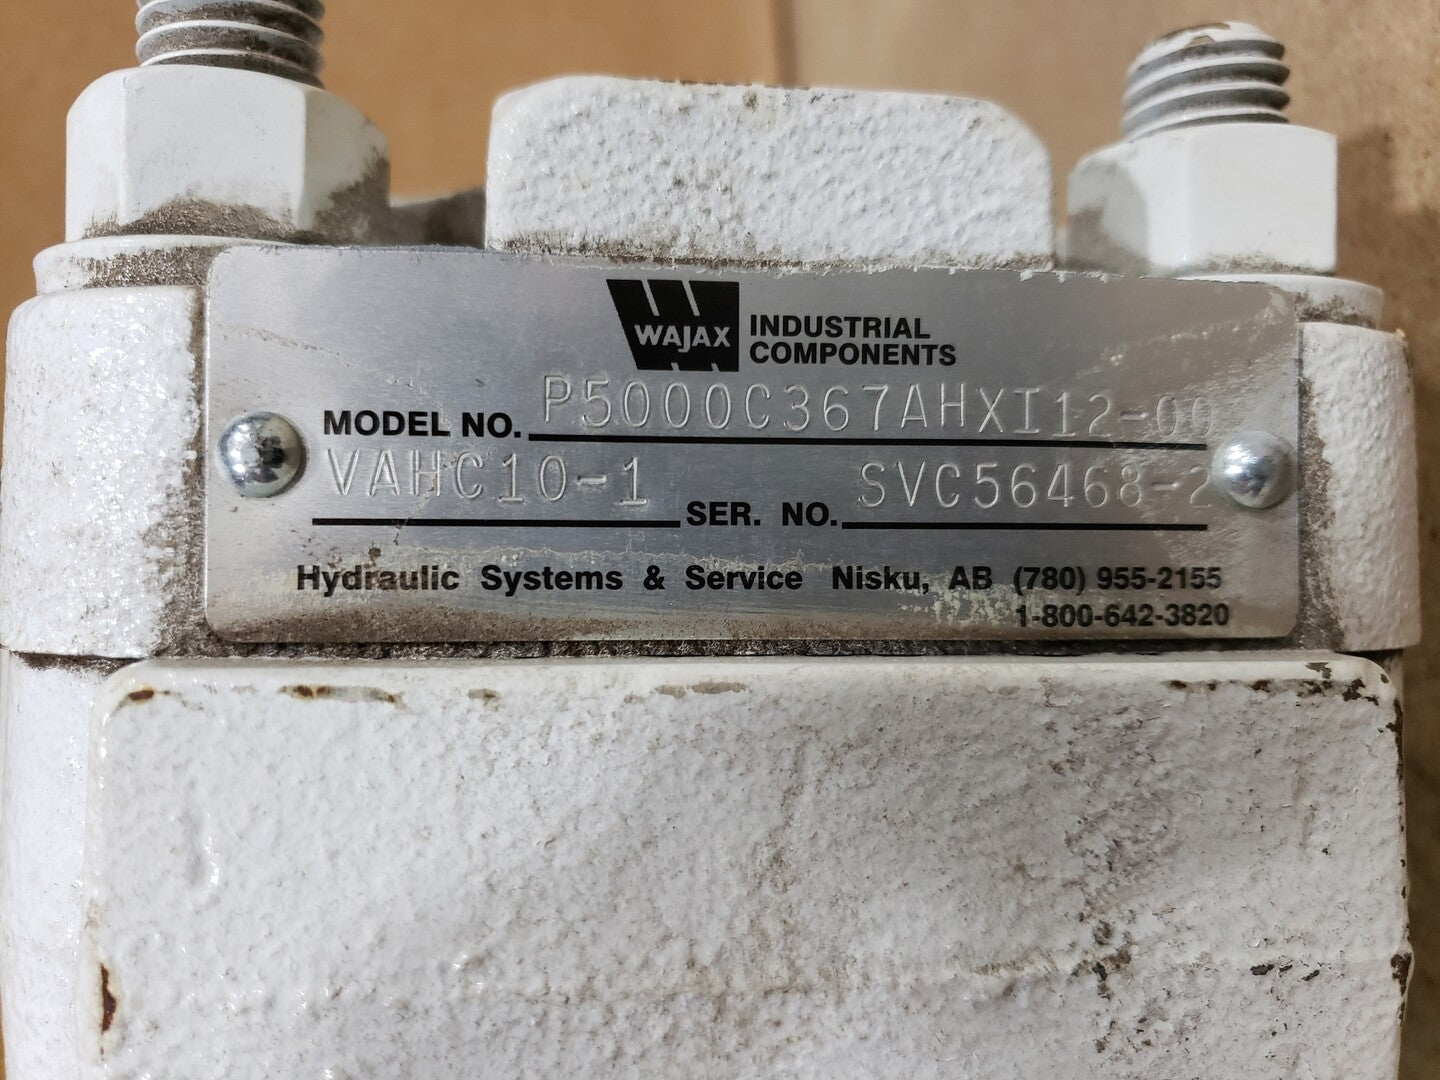 WAJAX
INDUSTRIAL
COMPONENTS
MODEL NO. P5000C367AHXI12-00
VAHC10-1 SER. NO. SVC56468-2
Hydraulic Systems & Service Nisku, AB (780) 955-2155
1-800-642-3820